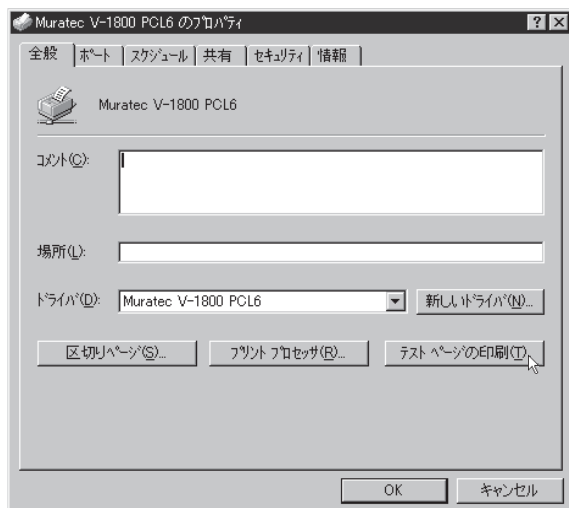 Muratec V-1800 PCL6 のﾌﾟﾛﾊﾟﾃｨ
全般 ﾎﾟｰﾄ ｽｹｼﾞｭｰﾙ 共有 ｾｷｭﾘﾃｨ 情報
Muratec V-1800 PCL6
ｺﾒﾝﾄ(C):
場所(L):
ﾄﾞﾗｲﾊﾞ(D): Muratec V-1800 PCL6 新しいﾄﾞﾗｲﾊﾞ(N)...
区切りﾍﾟｰｼﾞ(S)... ﾌﾟﾘﾝﾄ ﾌﾟﾛｾｯｻ(R)... ﾃｽﾄ ﾍﾟｰｼﾞの印刷(T)
OK ｷｬﾝｾﾙ